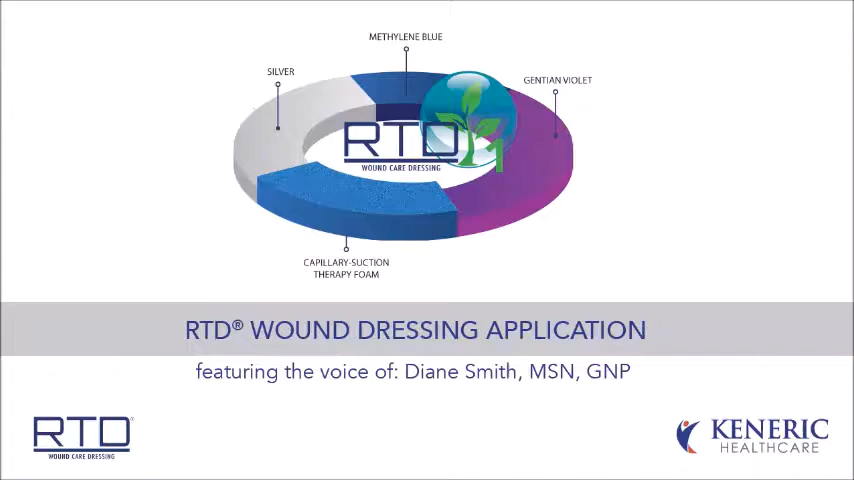 METHYLENE BLUE
SILVER
GENTIAN VIOLET
RTD
WOUND CARE DRESSING
1
CAPILLARY-SUCTION
THERAPY FOAM
RTD® WOUND DRESSING APPLICATION
featuring the voice of: Diane Smith, MSN, GNP
RTD®
WOUND CARE DRESSING
KENERIC
HEALTHCARE